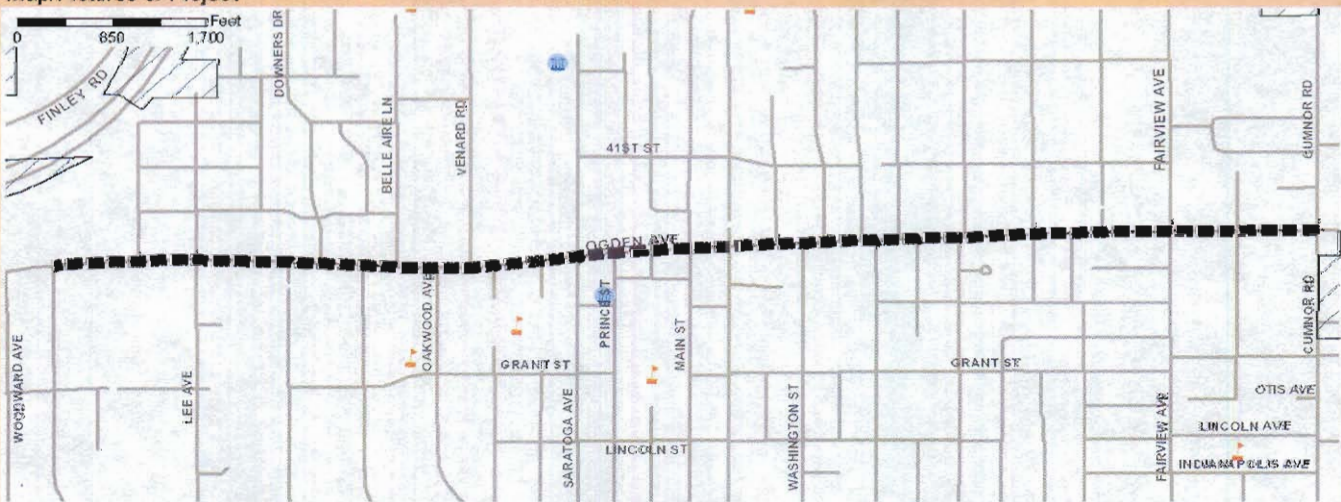 Feet
0 850 1,700
FINLEY RD
DOWNERS DR
BELLE AIRE LN
VENARD RD
41ST ST
FAIRVIEW AVE
CUMNOR RD
OGDEN AVE
WOODWARD AVE
LEE AVE
OAKWOOD AVE
GRANT ST
SARATOGA AVE
PRINCE ST
MAIN ST
LINCOLN ST
WASHINGTON ST
GRANT ST
FAIRVIEW AVE
CUMNOR RD
OTIS AVE
LINCOLN AVE
INDIANAPOLIS AVE